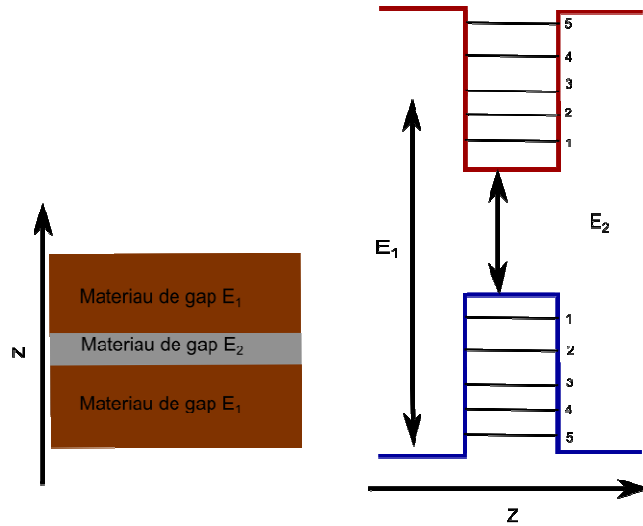 z
Materiau de gap E₁
Materiau de gap E₂
Materiau de gap E₁
5
4
3
2
1
E₁
E₂
1
2
3
4
5
z